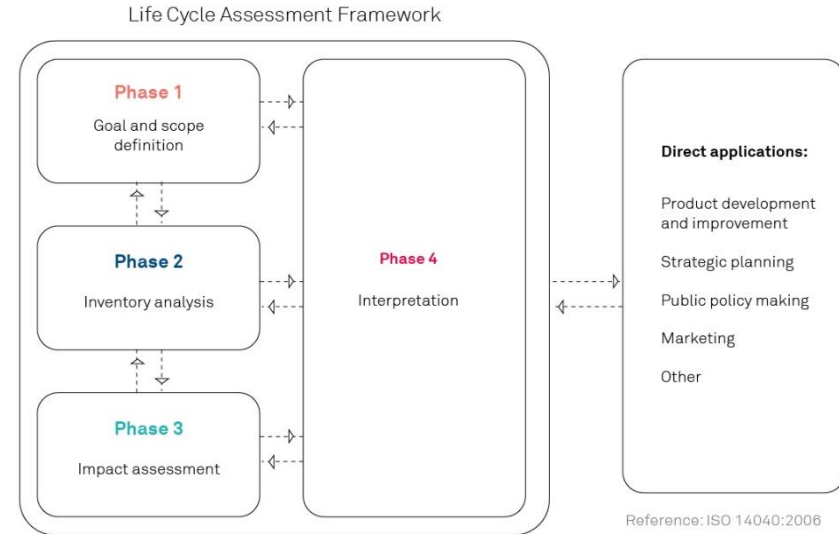 Life Cycle Assessment Framework
Phase 1
Goal and scope
definition
Phase 2
Inventory analysis
Phase 3
Impact assessment
Phase 4
Interpretation
Direct applications:
Product development
and improvement
Strategic planning
Public policy making
Marketing
Other
Reference: ISO 14040:2006